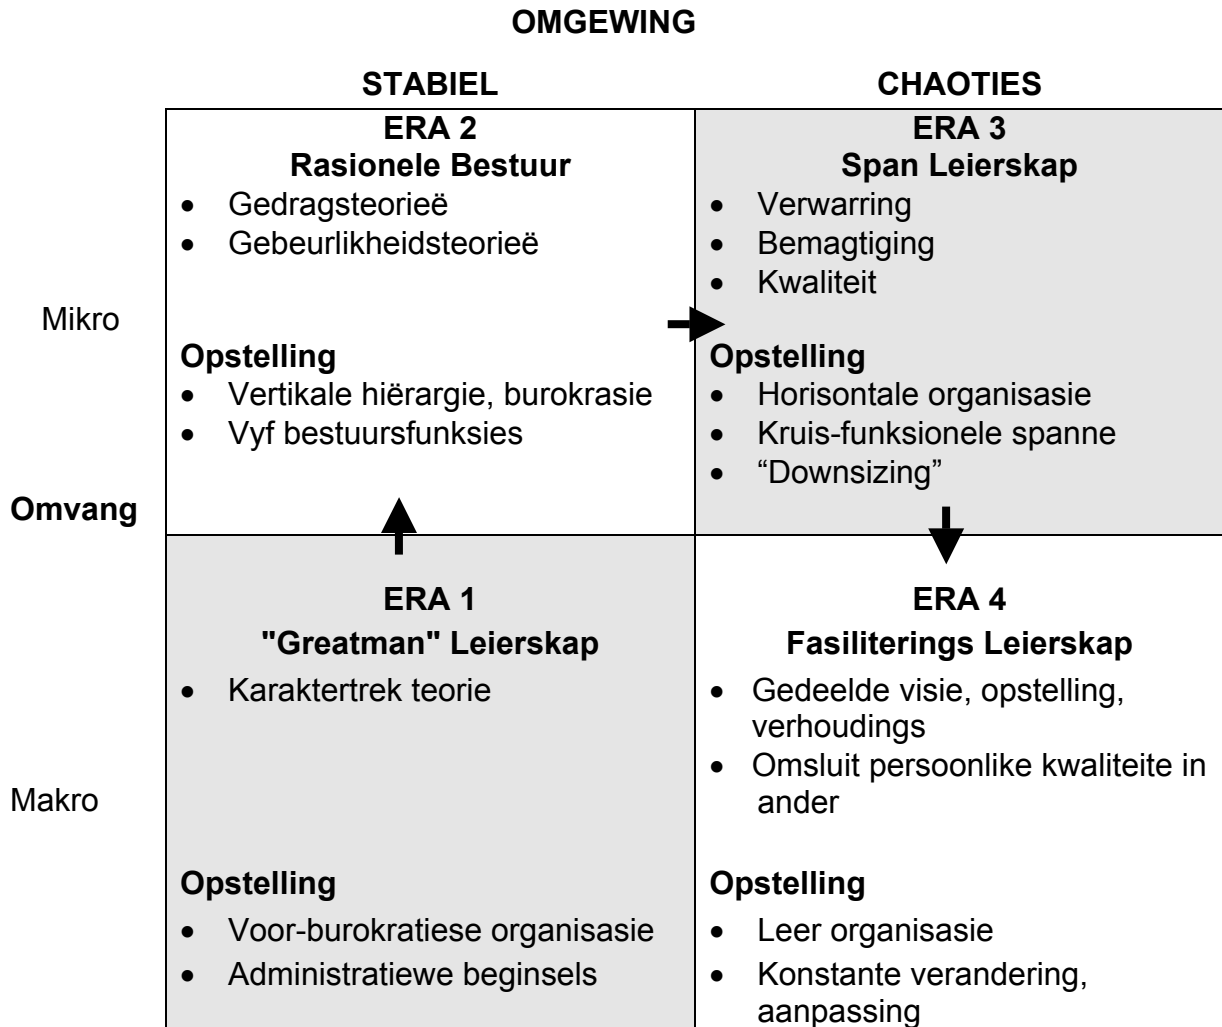 OMGEWING
STABIEL
CHAOTIES
ERA 2
Rasionele Bestuur
• Gedragsteorieë
• Gebeurlikheidsteorieë
Opstelling
• Vertikale hiërargie, burokrasie
• Vyf bestuursfunksies
ERA 3
Span Leierskap
• Verwarring
• Bemagtiging
• Kwaliteit
Opstelling
• Horisontale organisasie
• Kruis-funksionele spanne
• “Downsizing”
Mikro
Omvang
Makro
ERA 1
"Greatman" Leierskap
• Karaktertrek teorie
Opstelling
• Voor-burokratiese organisasie
• Administratiewe beginsels
ERA 4
Fasiliterings Leierskap
• Gedeelde visie, opstelling,
verhoudings
• Omsluit persoonlike kwaliteite in
ander
Opstelling
• Leer organisasie
• Konstante verandering,
aanpassing